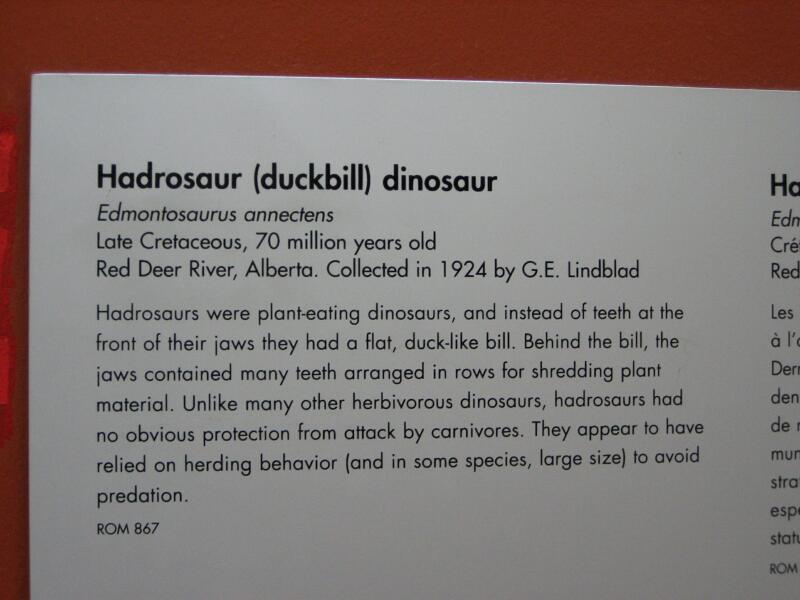 Hadrosaur (duckbill) dinosaur
Edmontosaurus annectens
Late Cretaceous, 70 million years old
Red Deer River, Alberta. Collected in 1924 by G.E. Lindblad
Hadrosaurs were plant-eating dinosaurs, and instead of teeth at the
front of their jaws they had a flat, duck-like bill. Behind the bill, the
jaws contained many teeth arranged in rows for shredding plant
material. Unlike many other herbivorous dinosaurs, hadrosaurs had
no obvious protection from attack by carnivores. They appear to have
relied on herding behavior (and in some species, large size) to avoid
predation.
ROM 867
Red
Les
à
de
ROM